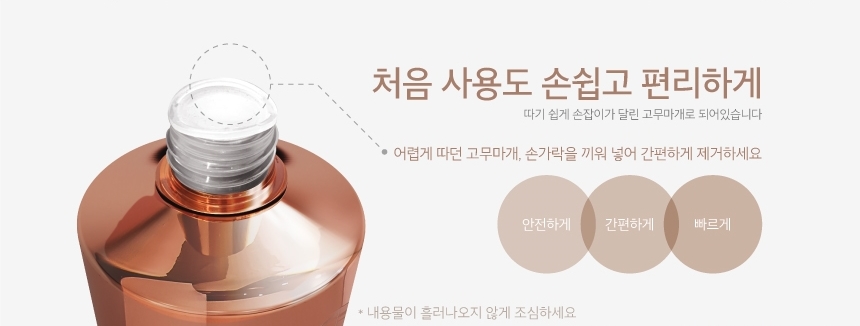 처음 사용도 손쉽고 편리하게
따기 쉽게 손잡이가 달린 고무마개로 되어있습니다
어렵게 따던 고무마개, 손가락을 끼워 넣어 간편하게 제거하세요
안전하게 간편하게 빠르게
* 내용물이 흘러나오지 않게 조심하세요